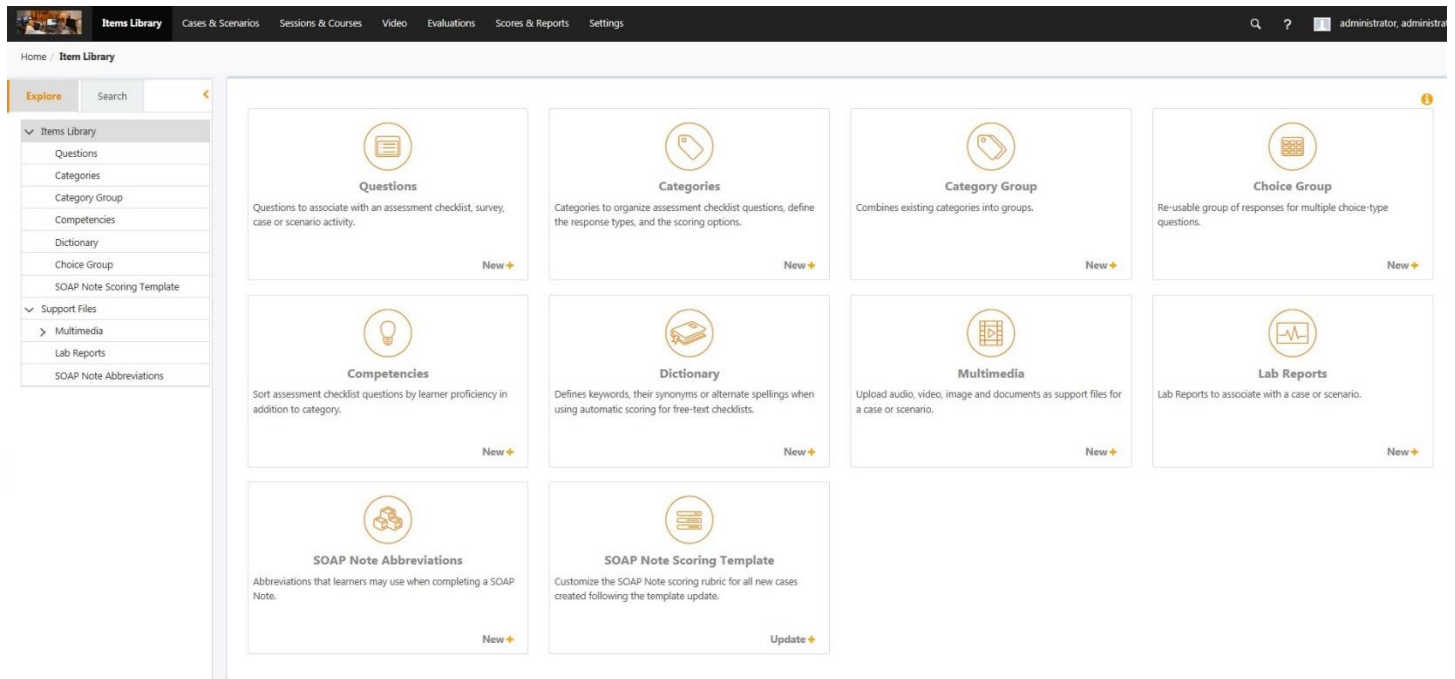 Items Library Cases & Scenarios Sessions & Courses Video Evaluations Scores & Reports Settings ? administrator, administrat
Home / Item Library
Explore Search
Items Library
Questions
Categories
Category Group
Competencies
Dictionary
Choice Group
SOAP Note Scoring Template
Support Files
Multimedia
Lab Reports
SOAP Note Abbreviations
Questions
Questions to associate with an assessment checklist, survey,
case or scenario activity.
New +
Categories
Categories to organize assessment checklist questions, define
the response types, and the scoring options.
New +
Category Group
Combines existing categories into groups.
New +
Choice Group
Re-usable group of responses for multiple choice-type
questions.
New +
Competencies
Sort assessment checklist questions by learner proficiency in
addition to category.
New +
Dictionary
Defines keywords, their synonyms or alternate spellings when
using automatic scoring for free-text checklists.
New +
Multimedia
Upload audio, video, image and documents as support files for
a case or scenario.
New +
Lab Reports
Lab Reports to associate with a case or scenario.
New +
SOAP Note Abbreviations
Abbreviations that learners may use when completing a SOAP
Note.
New +
SOAP Note Scoring Template
Customize the SOAP Note scoring rubric for all new cases
created following the template update.
Update +